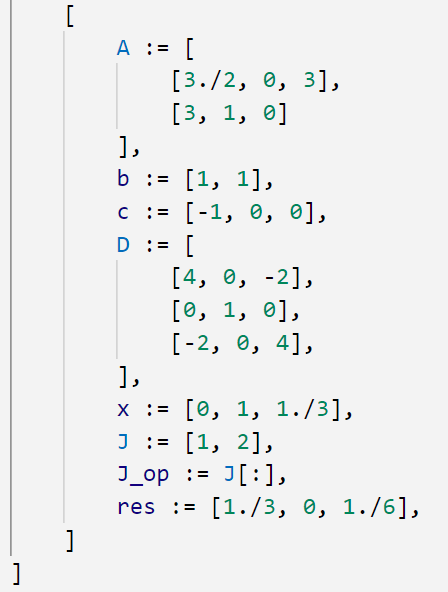 [
A := [
[3./2, 0, 3],
[3, 1, 0]
],
b := [1, 1],
c := [-1, 0, 0],
D := [
[4, 0, -2],
[0, 1, 0],
[-2, 0, 4],
],
x := [0, 1, 1./3],
J := [1, 2],
J_op := J[:],
res := [1./3, 0, 1./6],
]
]